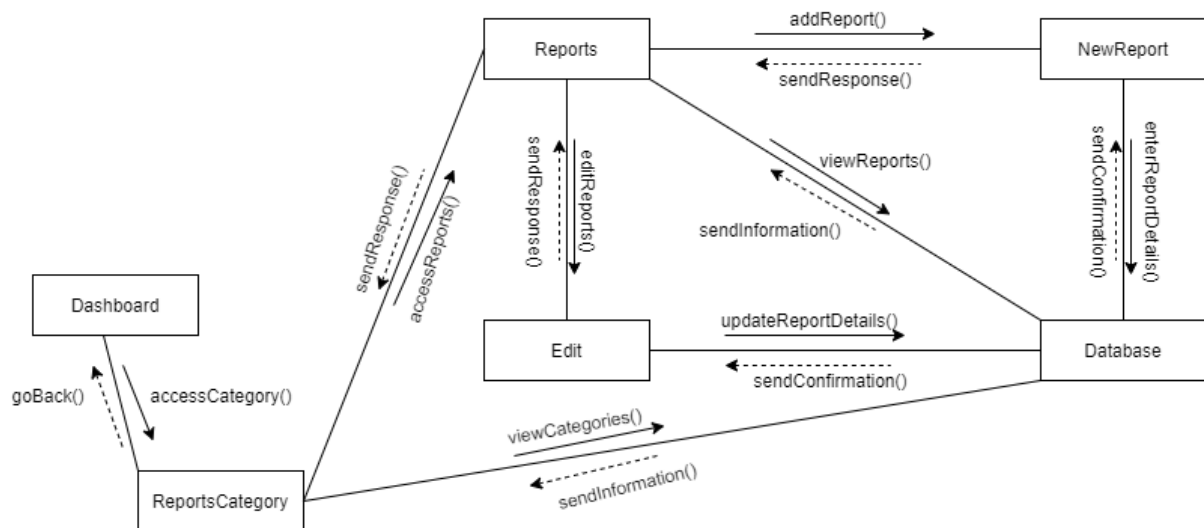 addReport()
Reports
NewReport
sendResponse()
sendResponse()
editReports()
viewReports()
sendConfirmation()
enterReportDetails()
sendResponse()
accessReports()
sendInformation()
Dashboard
updateReportDetails()
Edit
Database
sendConfirmation()
goBack()
accessCategory()
viewCategories()
sendInformation()
ReportsCategory